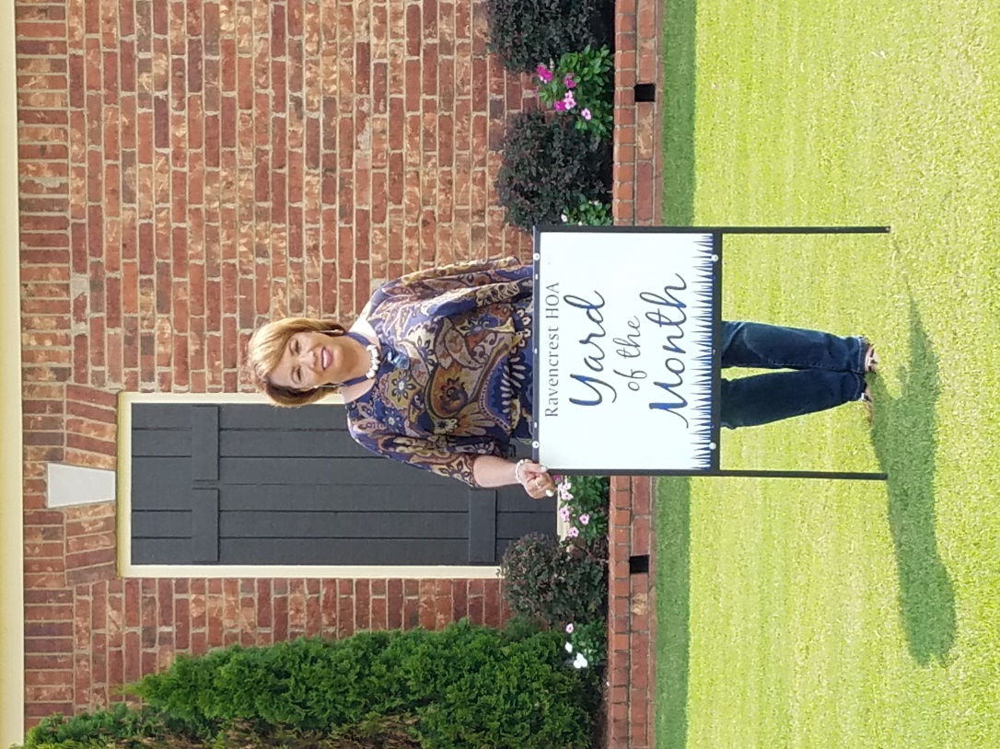 Ravencrest HOA
Yard
of the
Month